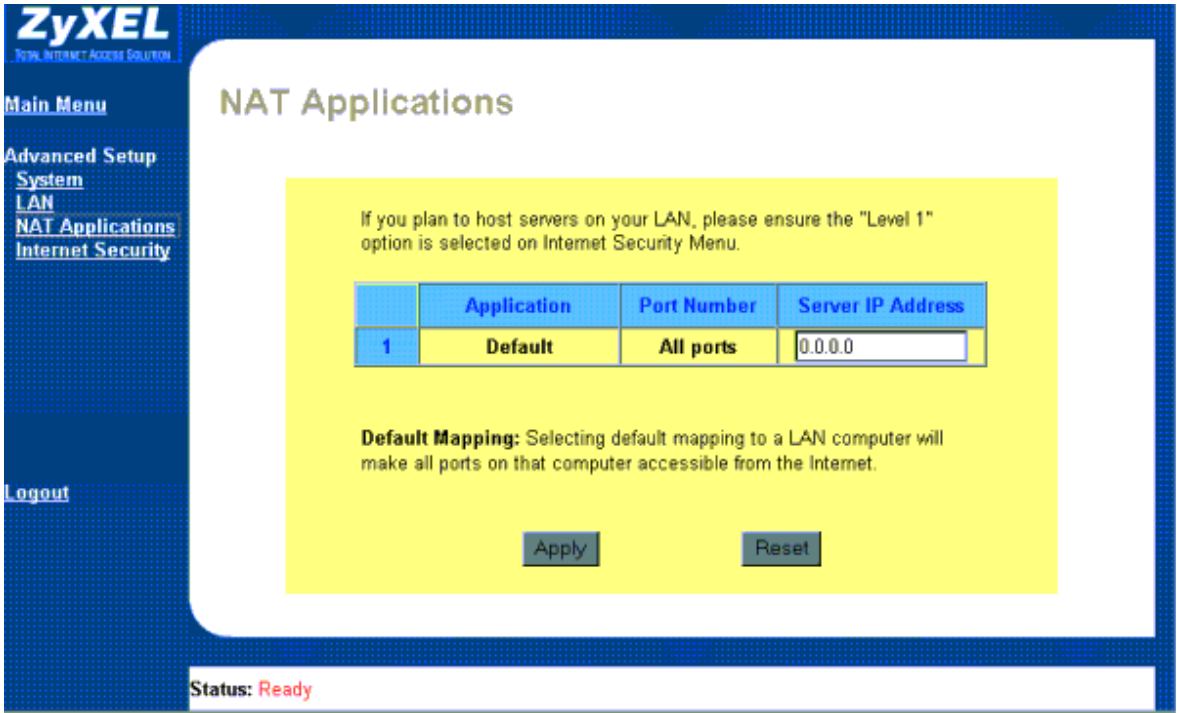 ZyXEL
TOTAL INTERNET ACCESS SOLUTION
Main Menu
Advanced Setup
System
LAN
NAT Applications
Internet Security
Logout
NAT Applications
If you plan to host servers on your LAN, please ensure the "Level 1"
option is selected on Internet Security Menu.
Application Port Number Server IP Address
1 Default All ports 0.0.0.0
Default Mapping: Selecting default mapping to a LAN computer will
make all ports on that computer accessible from the Internet.
Apply Reset
Status: Ready